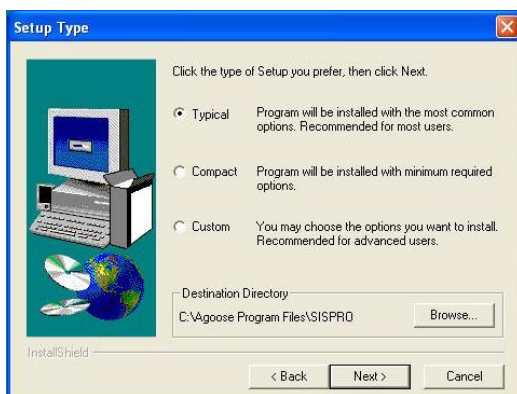 Setup Type
Click the type of Setup you prefer, then click Next.
Typical Program will be installed with the most common
options. Recommended for most users.
Compact Program will be installed with minimum required
options.
Custom You may choose the options you want to install.
Recommended for advanced users.
Destination Directory
C:\Agoose Program Files\SISPRO
Browse...
InstallShield
< Back Next > Cancel